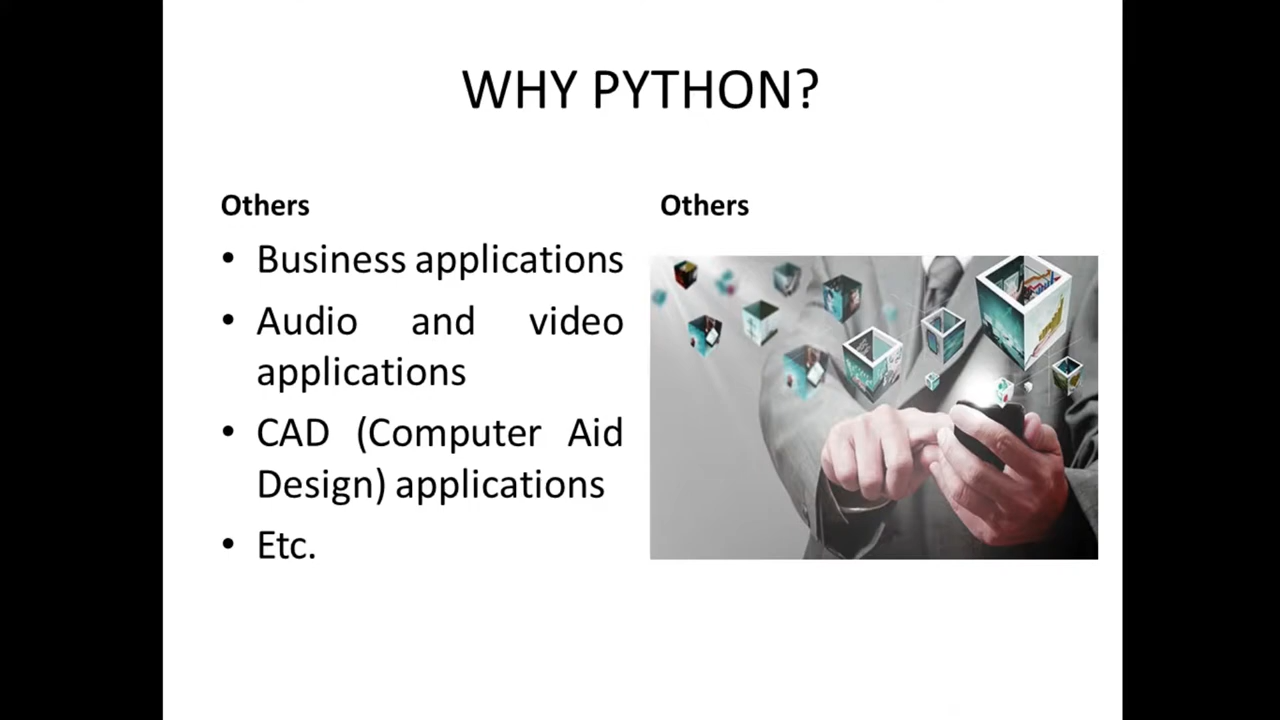 WHY PYTHON?
Others
• Business applications
• Audio and video
applications
• CAD (Computer Aid
Design) applications
• Etc.
Others